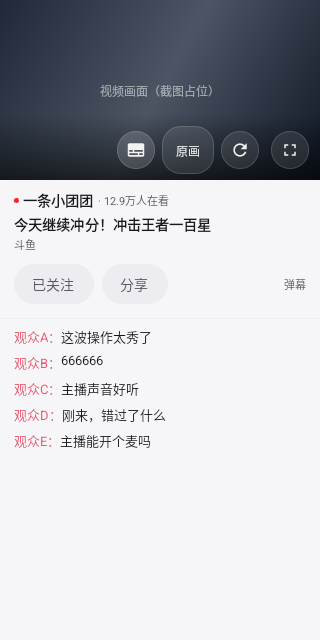 视频画面（截图占位）
原画
一条小团团 · 12.9万人在看
今天继续冲分！冲击王者一百星
斗鱼
已关注 分享 弹幕
观众A： 这波操作太秀了
观众B： 666666
观众C： 主播声音好听
观众D： 刚来，错过了什么
观众E： 主播能开个麦吗